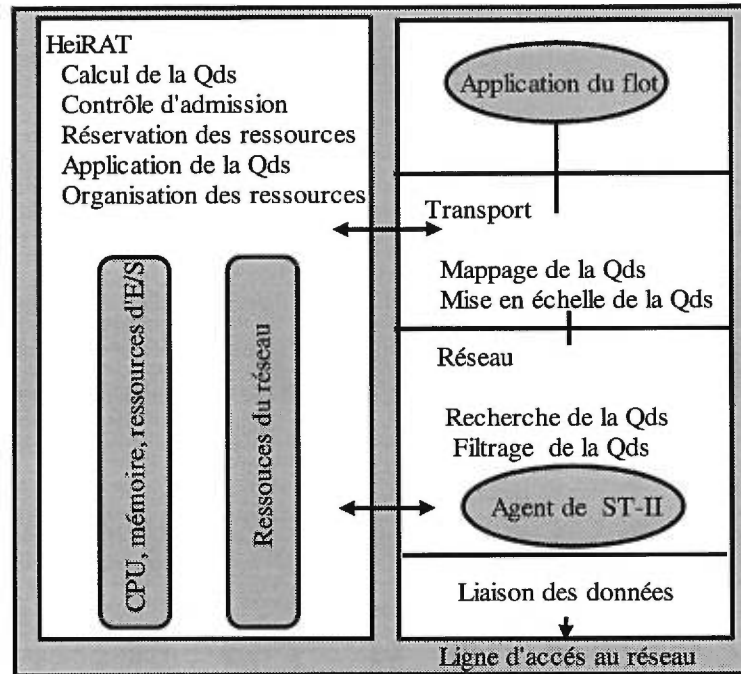 HeiRAT
Calcul de la Qds
Contrôle d'admission
Réservation des ressources
Application de la Qds
Organisation des ressources
CPU, mémoire, ressources d'E/S
Ressouces du réseau
Application du flot
Transport
Mappage de la Qds
Mise en échelle de la Qds
Réseau
Recherche de la Qds
Filtrage de la Qds
Agent de ST-II
Liaison des données
Ligne d'accés au réseau